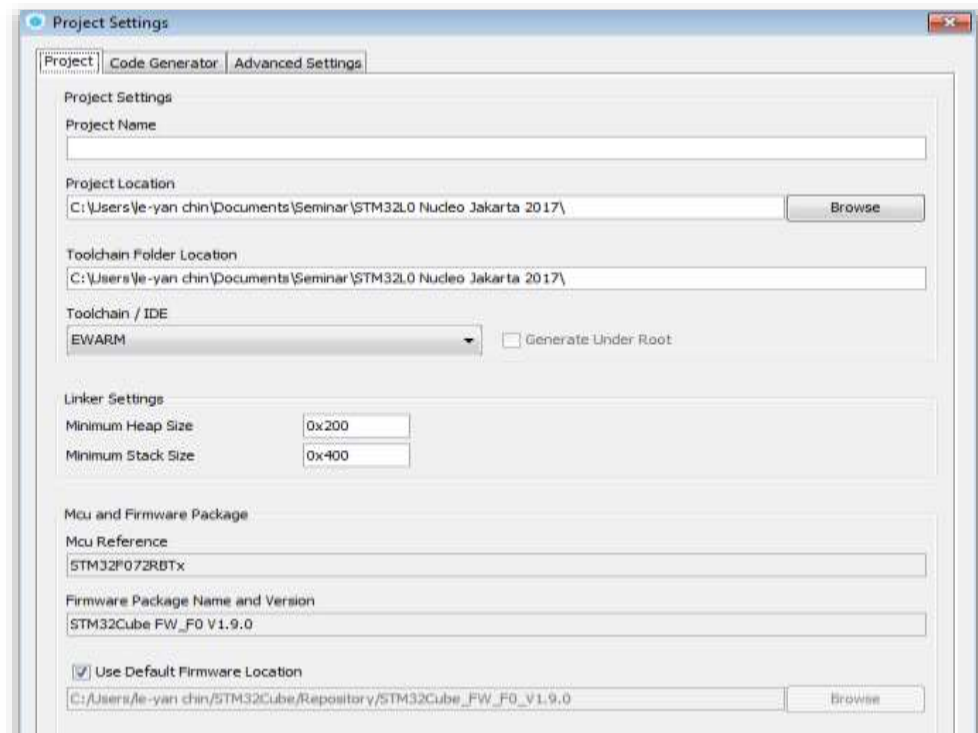 Project Settings
Project Code Generator Advanced Settings
Project Settings
Project Name
Project Location
C:\Users\le-yan chin\Documents\Seminar\STM32L0 Nucleo Jakarta 2017\ Browse
Toolchain Folder Location
C:\Users\le-yan chin\Documents\Seminar\STM32L0 Nucleo Jakarta 2017\
Toolchain / IDE
EWARM Generate Under Root
Linker Settings
Minimum Heap Size 0x200
Minimum Stack Size 0x400
Mcu and Firmware Package
Mcu Reference
STM32F072RBTx
Firmware Package Name and Version
STM32Cube FW_F0 V1.9.0
Use Default Firmware Location
C:/Users/le-yan chin/STM32Cube/Repository/STM32Cube_FW_F0_V1.9.0 Browse